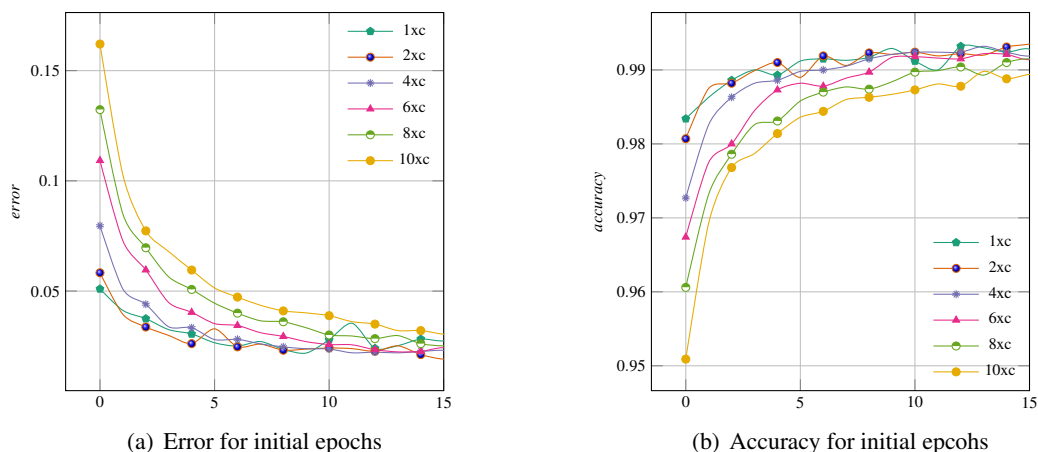 0.15
0.1
0.05
error
0
5
10
15
1xc
2xc
4xc
6xc
8xc
10xc
(a) Error for initial epochs
0.99
0.98
0.97
0.96
0.95
accuracy
0
5
10
15
1xc
2xc
4xc
6xc
8xc
10xc
(b) Accuracy for initial epcohs